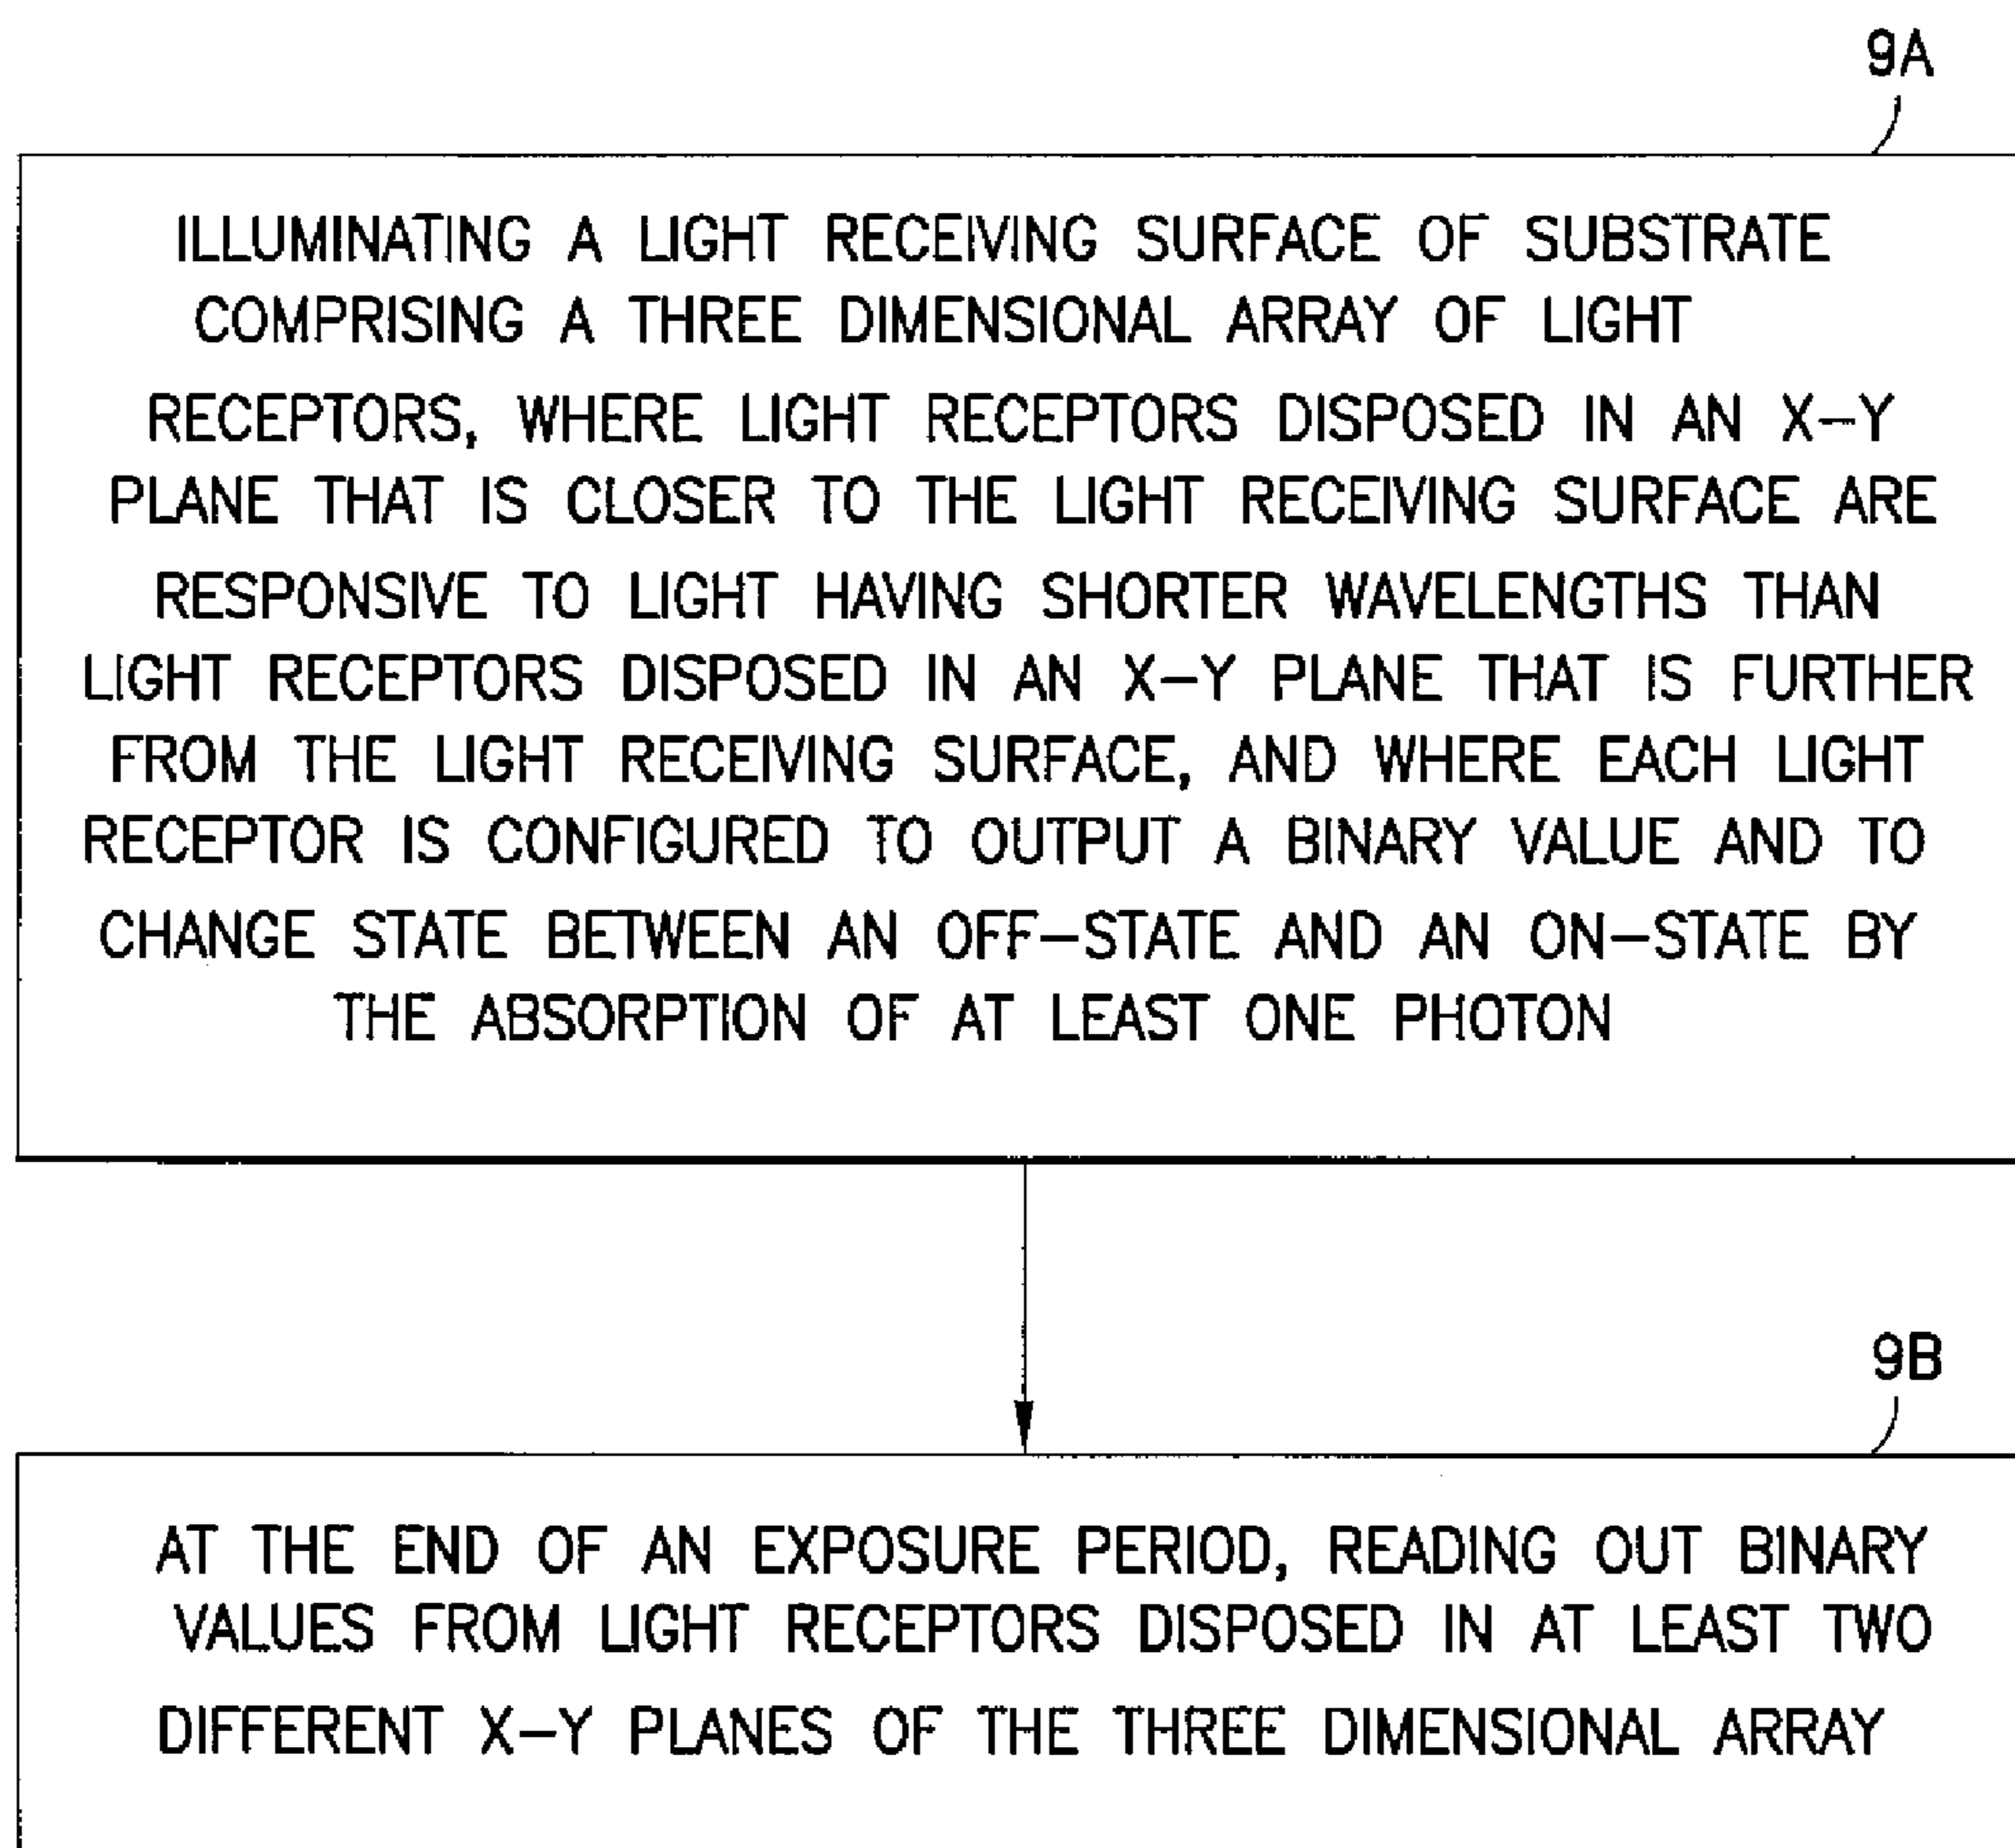 9A
ILLUMINATING A LIGHT RECEIVING SURFACE OF SUBSTRATE
COMPRISING A THREE DIMENSIONAL ARRAY OF LIGHT
RECEPTORS, WHERE LIGHT RECEPTORS DISPOSED IN AN X-Y
PLANE THAT IS CLOSER TO THE LIGHT RECEIVING SURFACE ARE
RESPONSIVE TO LIGHT HAVING SHORTER WAVELENGTHS THAN
LIGHT RECEPTORS DISPOSED IN AN X-Y PLANE THAT IS FURTHER
FROM THE LIGHT RECEIVING SURFACE, AND WHERE EACH LIGHT
RECEPTOR IS CONFIGURED TO OUTPUT A BINARY VALUE AND TO
CHANGE STATE BETWEEN AN OFF-STATE AND AN ON-STATE BY
THE ABSORPTION OF AT LEAST ONE PHOTON
9B
AT THE END OF AN EXPOSURE PERIOD, READING OUT BINARY
VALUES FROM LIGHT RECEPTORS DISPOSED IN AT LEAST TWO
DIFFERENT X-Y PLANES OF THE THREE DIMENSIONAL ARRAY